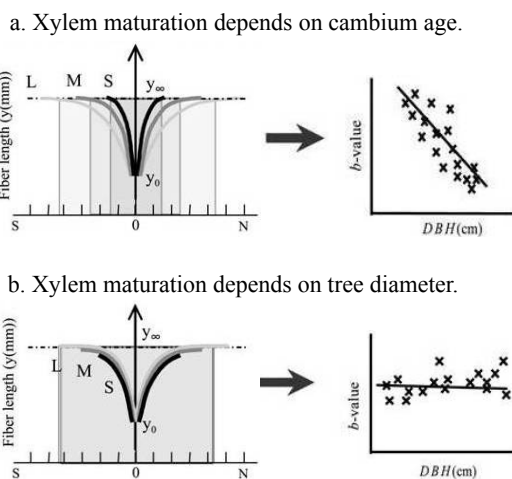 a. Xylem maturation depends on cambium age.
L M S y∞
Fiber length (y(mm))
y₀
S 0 N
b-value
DBH(cm)
b. Xylem maturation depends on tree diameter.
y∞
L M S
Fiber length (y(mm))
y₀
S 0 N
b-value
DBH(cm)